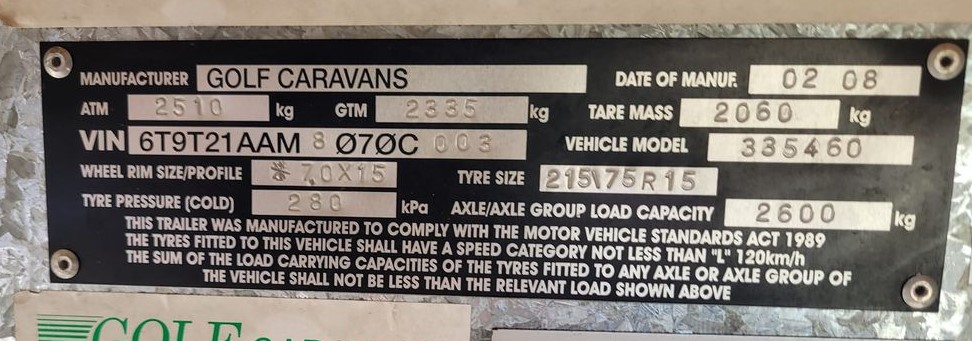 MANUFACTURER GOLF CARAVANS DATE OF MANUF. 02 08
ATM 2510 kg GTM 2335 kg TARE MASS 2060 kg
VIN 6T9T21AAM 8 Ø7ØC 003 VEHICLE MODEL 335460
WHEEL RIM SIZE/PROFILE 7.0X15 TYRE SIZE 215\75R15
TYRE PRESSURE (COLD) 280 kPa AXLE/AXLE GROUP LOAD CAPACITY 2600 kg
THIS TRAILER WAS MANUFACTURED TO COMPLY WITH THE MOTOR VEHICLE STANDARDS ACT 1989
THE TYRES FITTED TO THIS VEHICLE SHALL HAVE A SPEED CATEGORY NOT LESS THAN "L" 120km/h
THE SUM OF THE LOAD CARRYING CAPACITIES OF THE TYRES FITTED TO ANY AXLE OR AXLE GROUP OF
THE VEHICLE SHALL NOT BE LESS THAN THE RELEVANT LOAD SHOWN ABOVE
GOLF